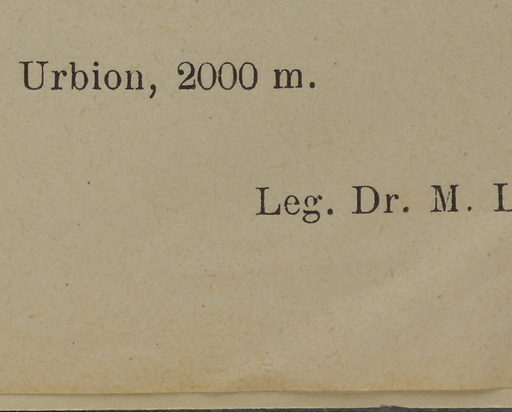 Urbion, 2000 m.
Leg. Dr. M. L